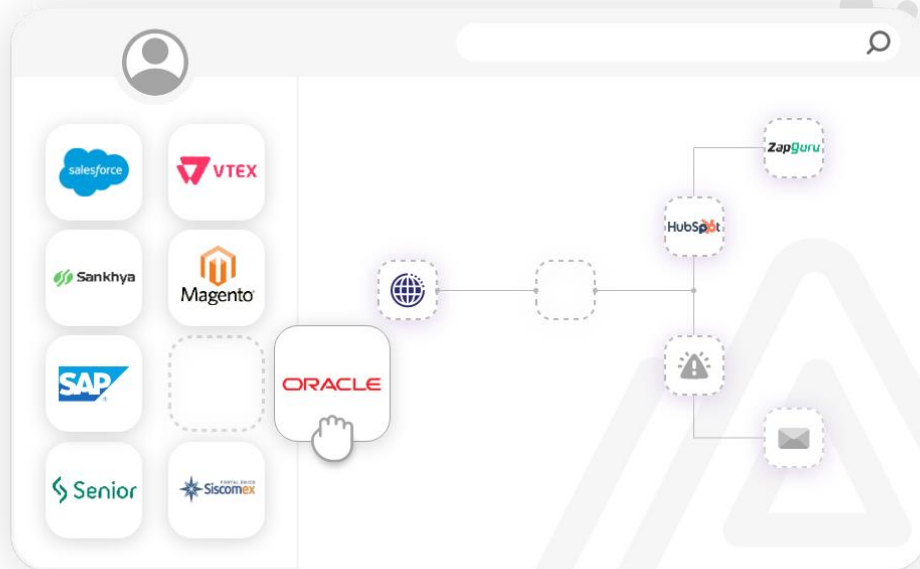 salesforce
VTEX
Sankhya
Magento
SAP
ORACLE
Senior
PORTAL ÚNICO
Siscomex
HubSpot
ZapGuru